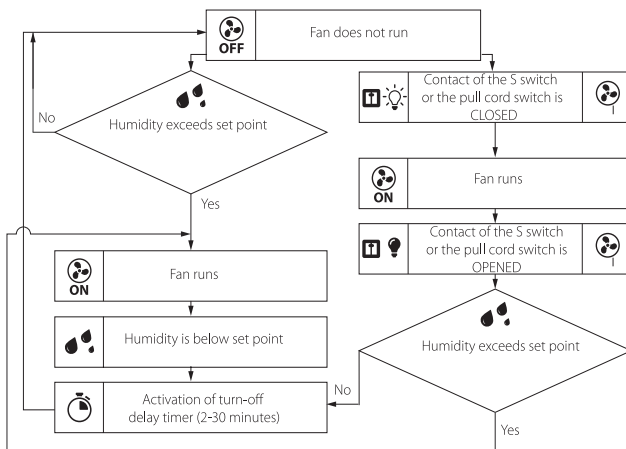 OFF
Fan does not run
Humidity exceeds set point
No
Yes
Contact of the S switch
or the pull cord switch is
CLOSED
ON
Fan runs
Contact of the S switch
or the pull cord switch is
OPENED
ON
Fan runs
Humidity is below set point
Humidity exceeds set point
No
Activation of turn-off
delay timer (2-30 minutes)
Yes